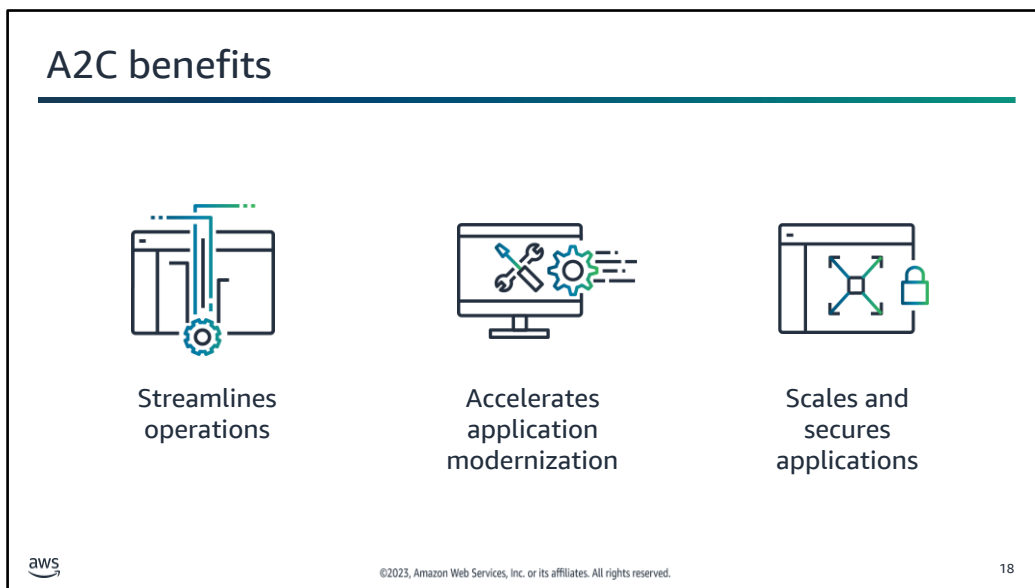 A2C benefits
Streamlines
operations
Accelerates
application
modernization
Scales and
secures
applications
aws
©2023, Amazon Web Services, Inc. or its affiliates. All rights reserved.
18